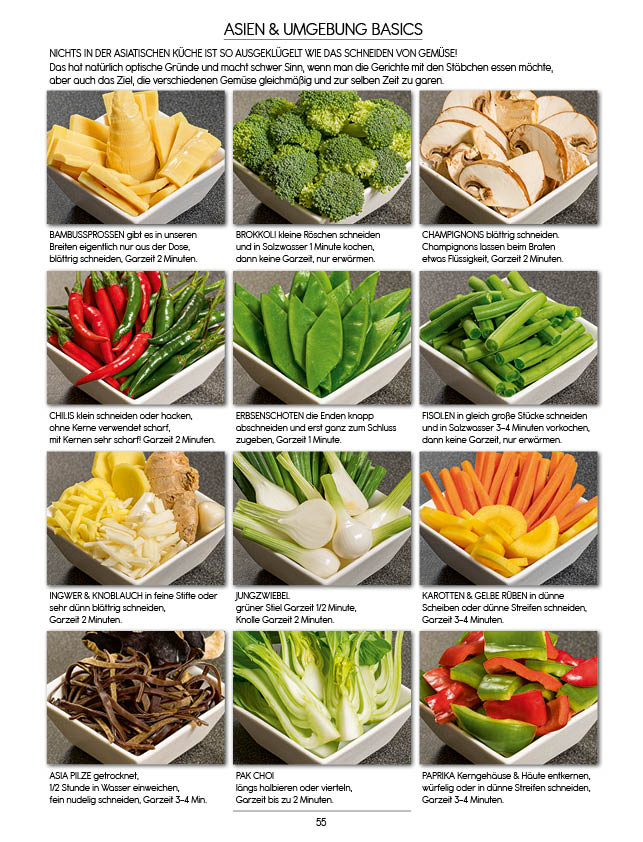 ASIEN & UMGEBUNG BASICS
NICHTS IN DER ASIATISCHEN KÜCHE IST SO AUSGEKLÜGELT WIE DAS SCHNEIDEN VON GEMÜSE!
Das hat natürlich optische Gründe und macht schwer Sinn, wenn man die Gerichte mit den Stäbchen essen möchte,
aber auch das Ziel, die verschiedenen Gemüse gleichmäßig und zur selben Zeit zu garen.
BAMBUSSPROSSEN gibt es in unseren
Breiten eigentlich nur aus der Dose,
blättrig schneiden, Garzeit 2 Minuten.
BROKKOLI kleine Röschen schneiden
und in Salzwasser 1 Minute kochen,
dann keine Garzeit, nur erwärmen.
CHAMPIGNONS blättrig schneiden.
Champignons lassen beim Braten
etwas Flüssigkeit, Garzeit 2 Minuten.
CHILIS klein schneiden oder hacken,
ohne Kerne verwendet scharf,
mit Kernen sehr scharf! Garzeit 2 Minuten.
ERBSENSCHOTEN die Enden knapp
abschneiden und erst ganz zum Schluss
zugeben, Garzeit 1 Minute.
FISOLEN in gleich große Stücke schneiden
und in Salzwasser 3-4 Minuten vorkochen,
dann keine Garzeit, nur erwärmen.
INGWER & KNOBLAUCH in feine Stifte oder
sehr dünn blättrig schneiden,
Garzeit 2 Minuten.
JUNGZWIEBEL
grüner Stiel Garzeit 1/2 Minute,
Knolle Garzeit 2 Minuten.
KAROTTEN & GELBE RÜBEN in dünne
Scheiben oder dünne Streifen schneiden,
Garzeit 3-4 Minuten.
ASIA PILZE getrocknet,
1/2 Stunde in Wasser einweichen,
fein nudelig schneiden, Garzeit 3-4 Min.
PAK CHOI
längs halbieren oder vierteln,
Garzeit bis zu 2 Minuten.
PAPRIKA Kerngehäuse & Häute entkernen,
würfelig oder in dünne Streifen schneiden,
Garzeit 3-4 Minuten.
55